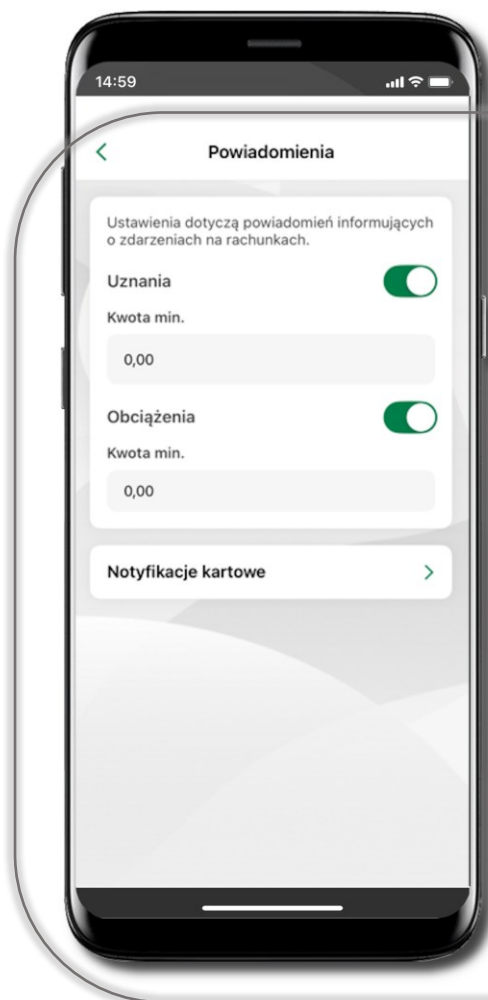 14:59
Powiadomienia
Ustawienia dotyczą powiadomień informujących
o zdarzeniach na rachunkach.
Uznania
Kwota min.
0,00
Obciążenia
Kwota min.
0,00
Notyfikacje kartowe